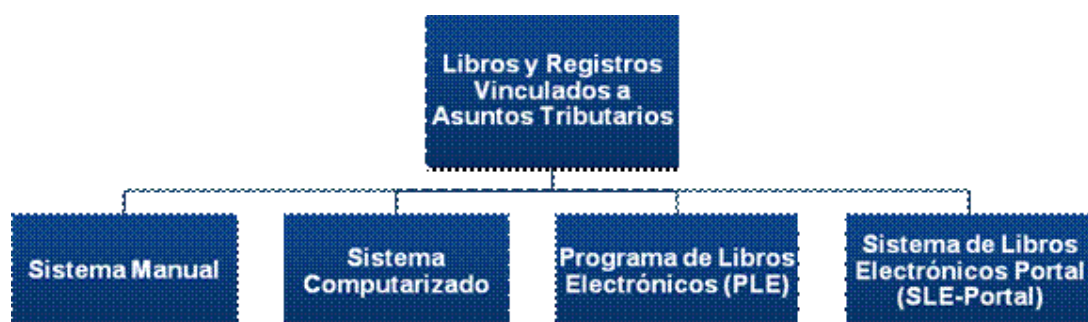 Libros y Registros
Vinculados a
Asuntos Tributarios
Sistema Manual
Sistema
Computarizado
Programa de Libros
Electrónicos (PLE)
Sistema de Libros
Electrónicos Portal
(SLE-Portal)